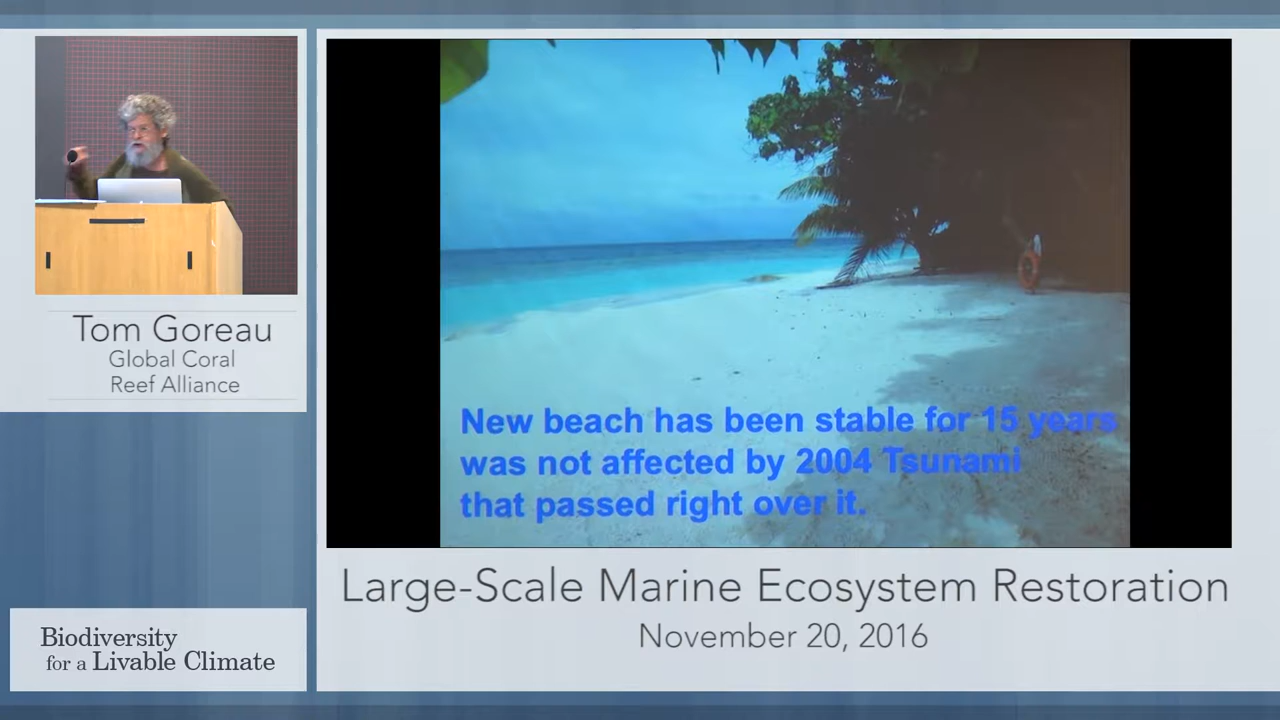 Tom Goreau
Global Coral
Reef Alliance
New beach has been stable for 15 years
was not affected by 2004 Tsunami
that passed right over it.
Large-Scale Marine Ecosystem Restoration
November 20, 2016
Biodiversity
for a Livable Climate